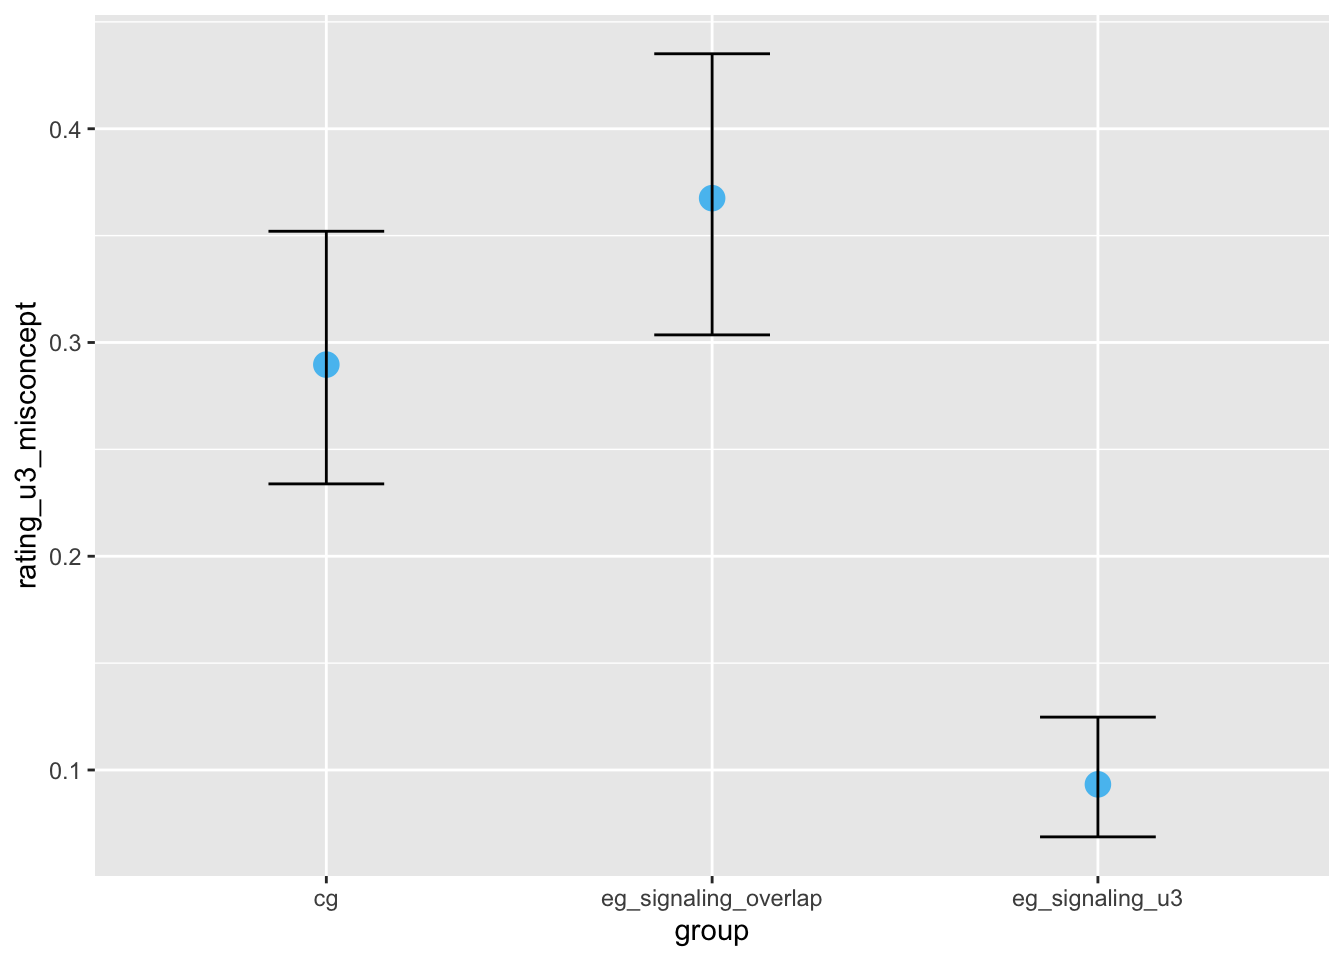 rating_u3_misconcept
0.4
0.3
0.2
0.1
cg
eg_signaling_overlap
eg_signaling_u3
group